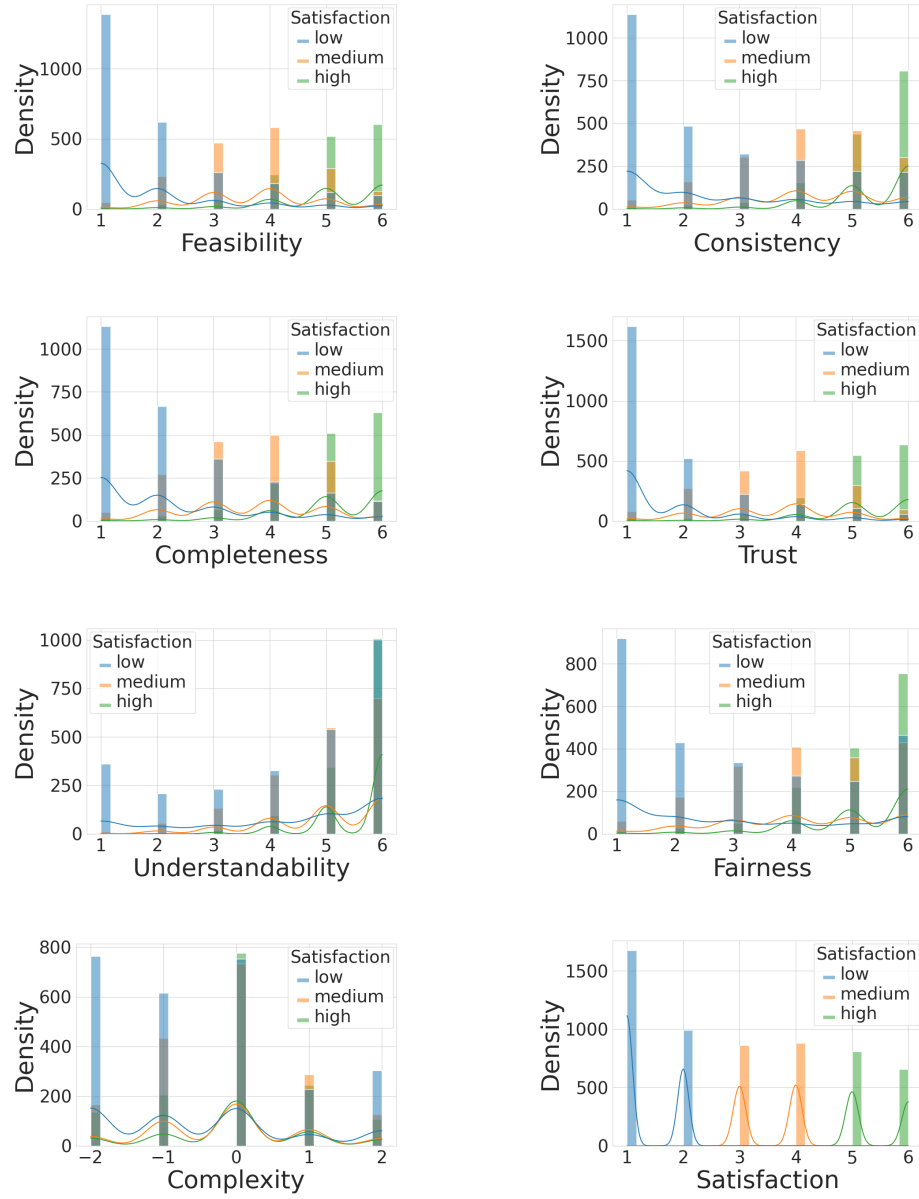 Density
1000
500
0
Satisfaction
low
medium
high
1 2 3 4 5 6
Feasibility
Density
1000
750
500
250
0
Satisfaction
low
medium
high
1 2 3 4 5 6
Consistency
Density
1000
750
500
250
0
Satisfaction
low
medium
high
1 2 3 4 5 6
Completeness
Density
1500
1000
500
0
Satisfaction
low
medium
high
1 2 3 4 5 6
Trust
Density
1000
750
500
250
0
Satisfaction
low
medium
high
1 2 3 4 5 6
Understandability
Density
800
600
400
200
0
Satisfaction
low
medium
high
1 2 3 4 5 6
Fairness
Density
800
600
400
200
0
Satisfaction
low
medium
high
−2 −1 0 1 2
Complexity
Density
1500
1000
500
0
Satisfaction
low
medium
high
1 2 3 4 5 6
Satisfaction